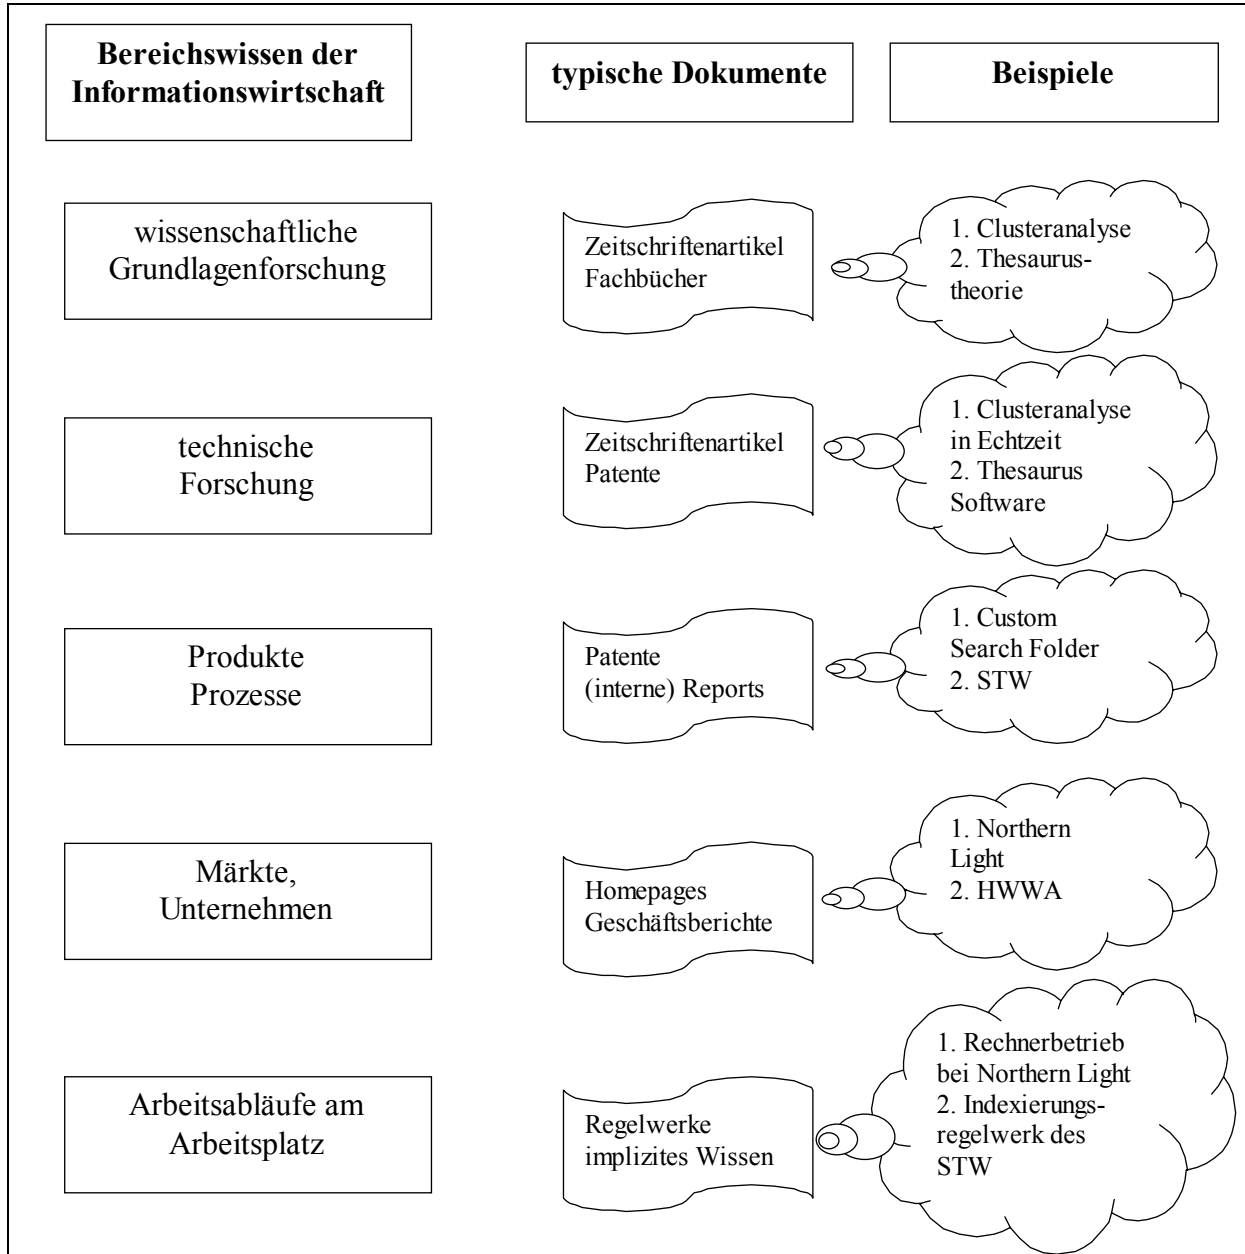 Bereichswissen der
Informationswirtschaft
typische Dokumente
Beispiele
wissenschaftliche
Grundlagenforschung
Zeitschriftenartikel
Fachbücher
1. Clusteranalyse
2. Thesaurus-
theorie
technische
Forschung
Zeitschriftenartikel
Patente
1. Clusteranalyse
in Echtzeit
2. Thesaurus
Software
Produkte
Prozesse
Patente
(interne) Reports
1. Custom
Search Folder
2. STW
Märkte,
Unternehmen
Homepages
Geschäftsberichte
1. Northern
Light
2. HWWA
Arbeitsabläufe am
Arbeitsplatz
Regelwerke
implizites Wissen
1. Rechnerbetrieb
bei Northern Light
2. Indexierungs-
regelwerk des
STW